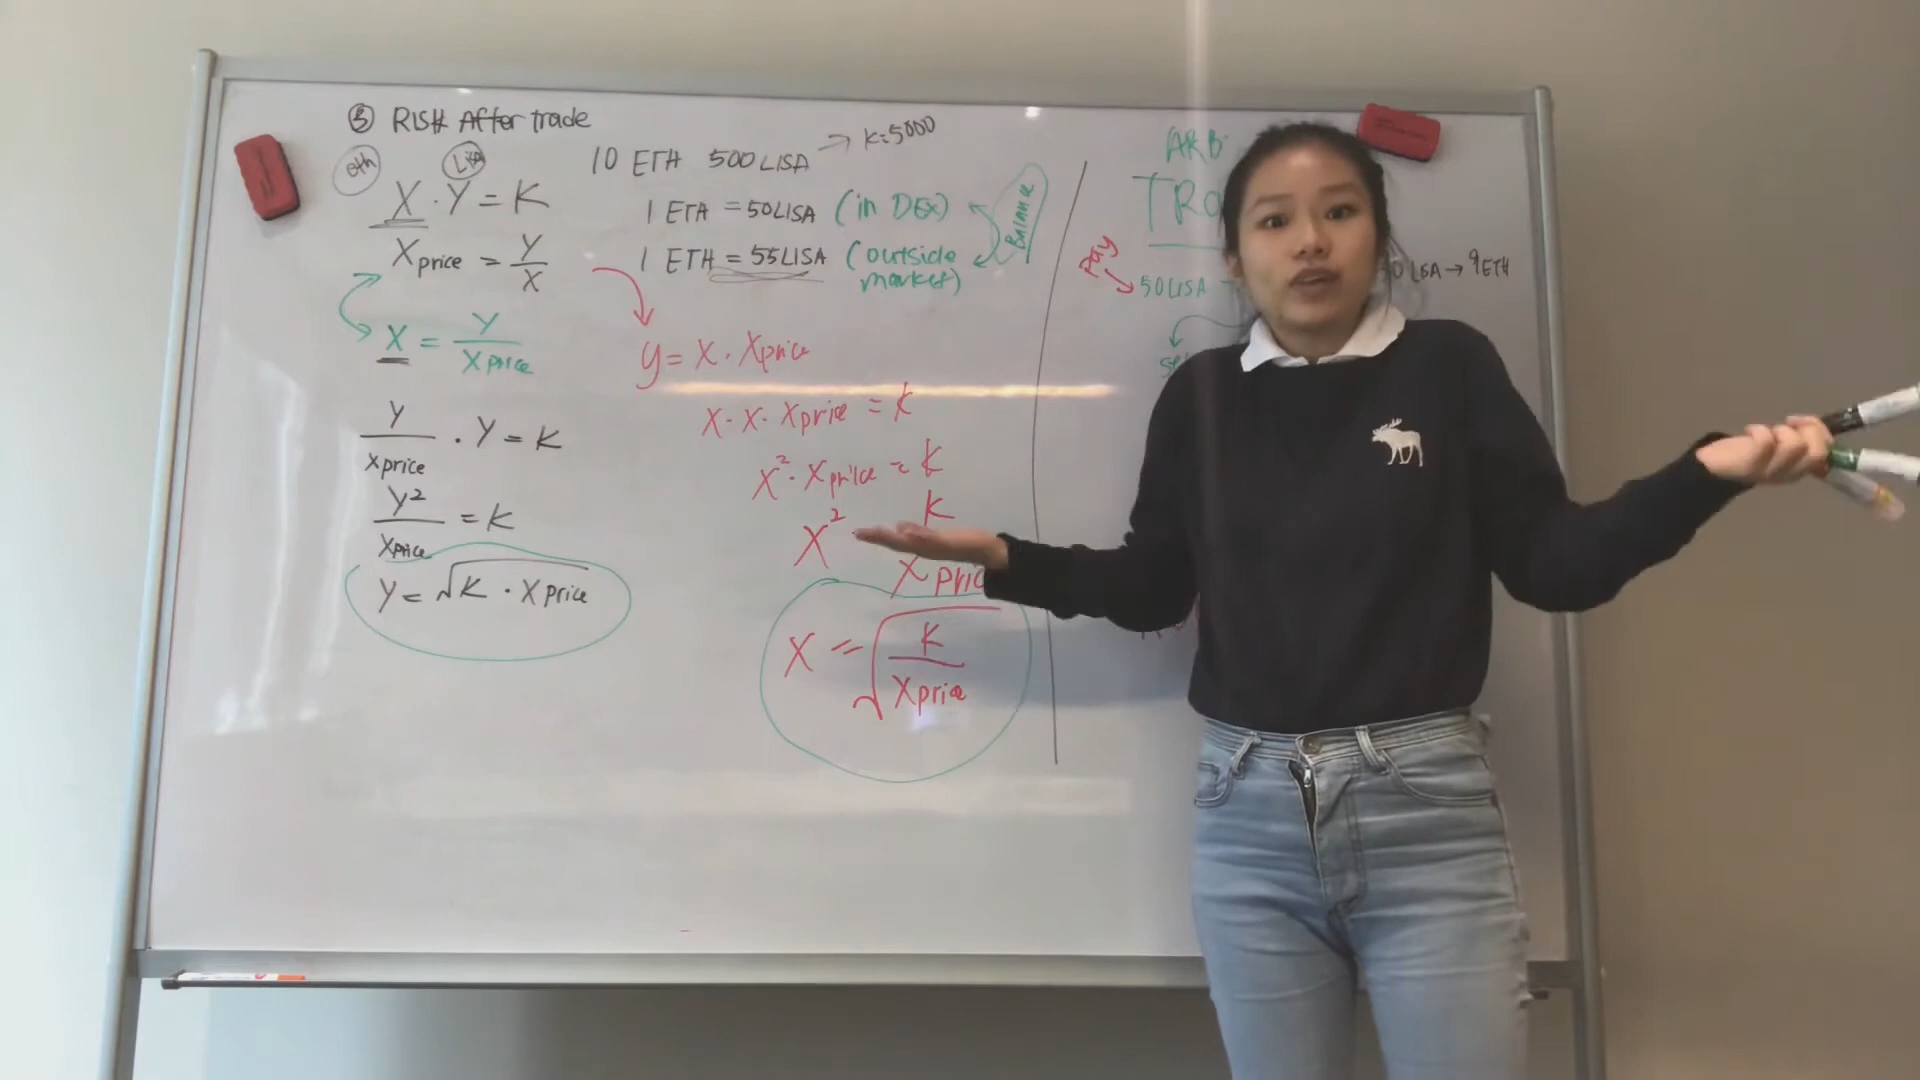 ③ RISK After trade
eth Lisa
X · Y = K
Xprice = Y / X
X = Y / Xprice
Y / Xprice · Y = K
Y² / Xprice = K
Y = √K · Xprice
10 ETH 500 LISA → K=5000
1 ETH = 50 LISA (in DEX)
1 ETH = 55 LISA (outside market)
Balance
y = X · Xprice
X · X · Xprice = K
X² · Xprice = K
X² K / Xpric
X = √K / Xprice
ARB
TRA
pay
50 LISA
LISA → 9 ETH